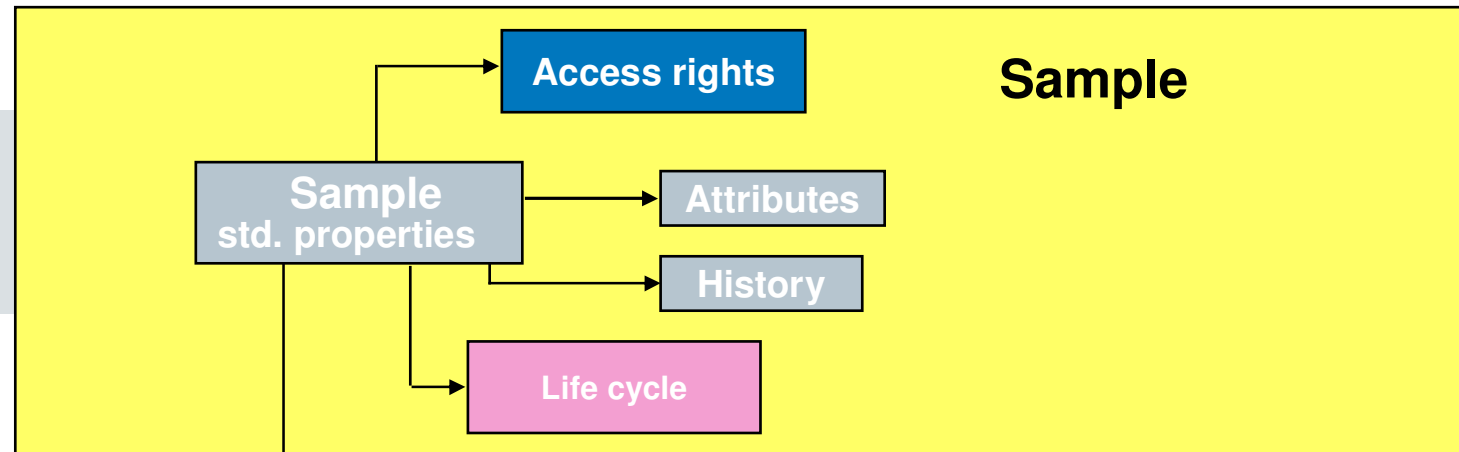 Access rights
Sample
Sample
std. properties
Attributes
History
Life cycle